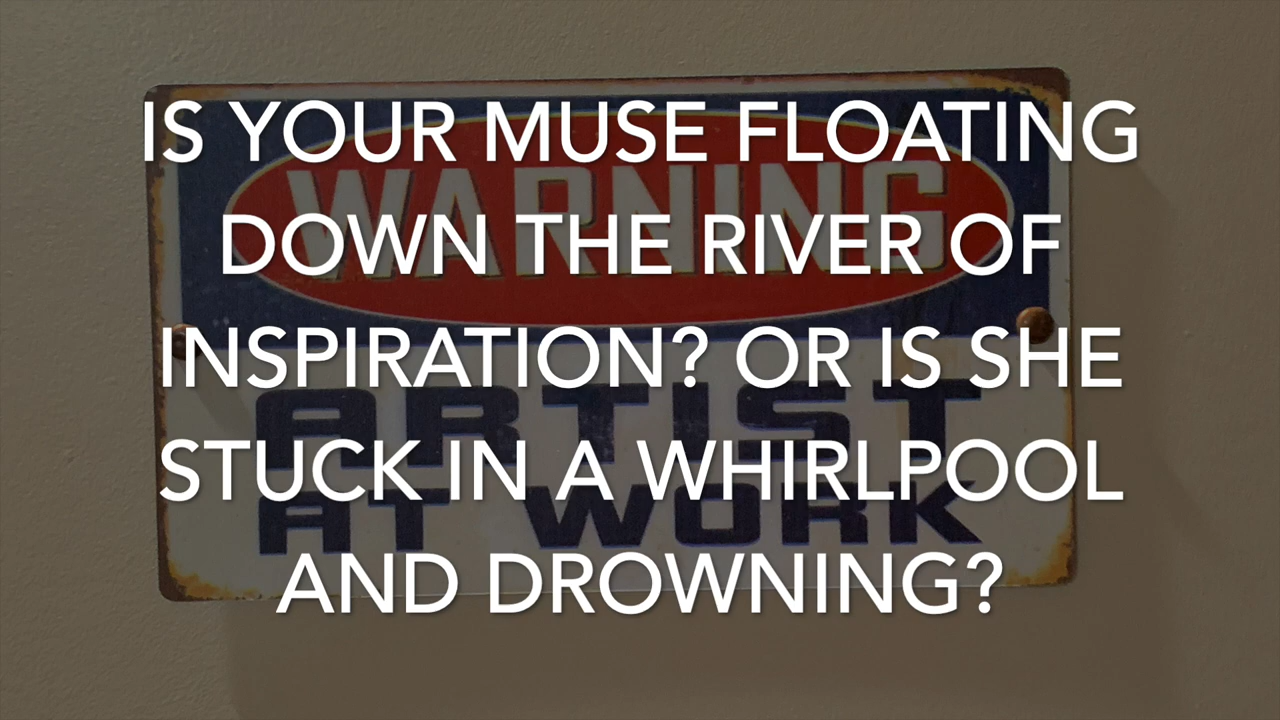 IS YOUR MUSE FLOATING
WARNING
DOWN THE RIVER OF
INSPIRATION? OR IS SHE
ARTIST
STUCK IN A WHIRLPOOL
AT WORK
AND DROWNING?